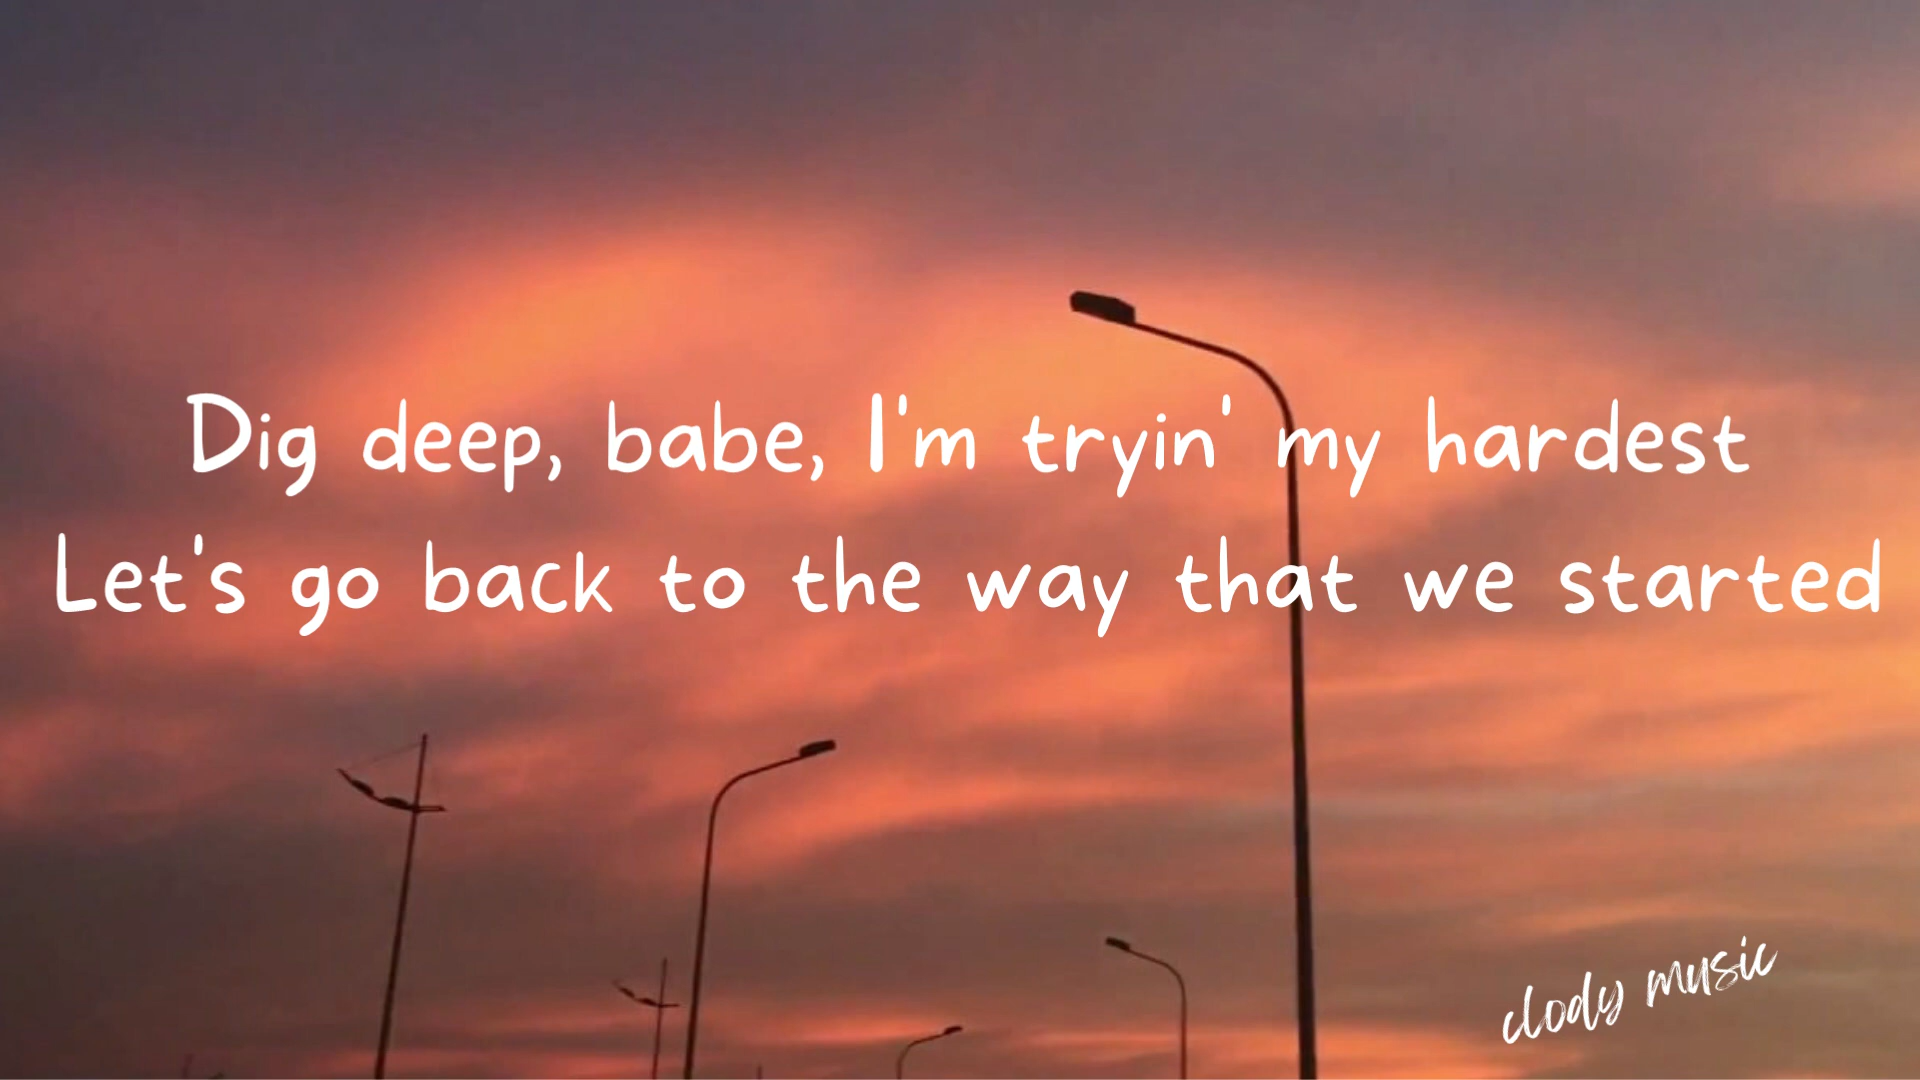 Dig deep, babe, I'm tryin' my hardest
Let's go back to the way that we started
clody music